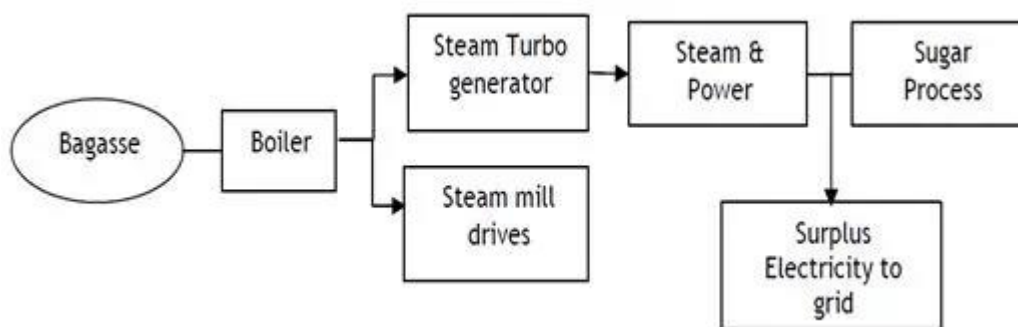 Bagasse
Boiler
Steam Turbo
generator
Steam mill
drives
Steam &
Power
Sugar
Process
Surplus
Electricity to
grid